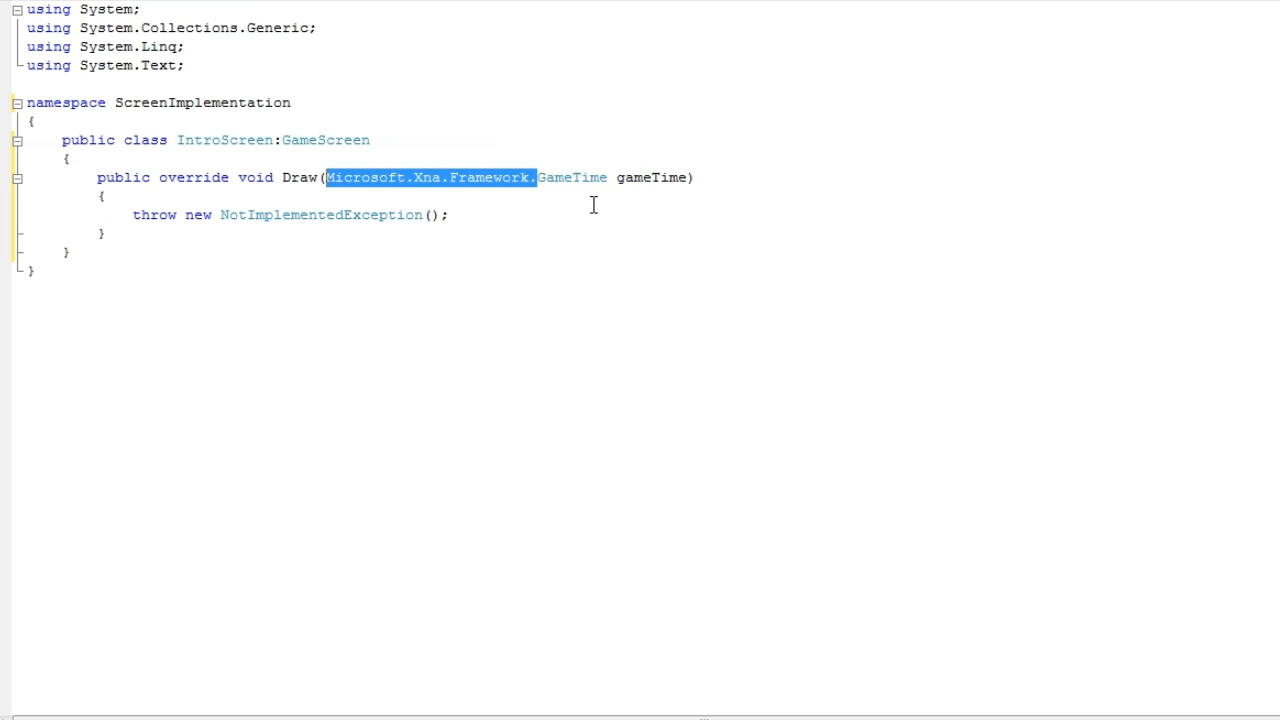 using System;
using System.Collections.Generic;
using System.Linq;
using System.Text;
namespace ScreenImplementation
{
public class IntroScreen:GameScreen
{
public override void Draw(Microsoft.Xna.Framework.GameTime gameTime)
{
throw new NotImplementedException();
}
}
}